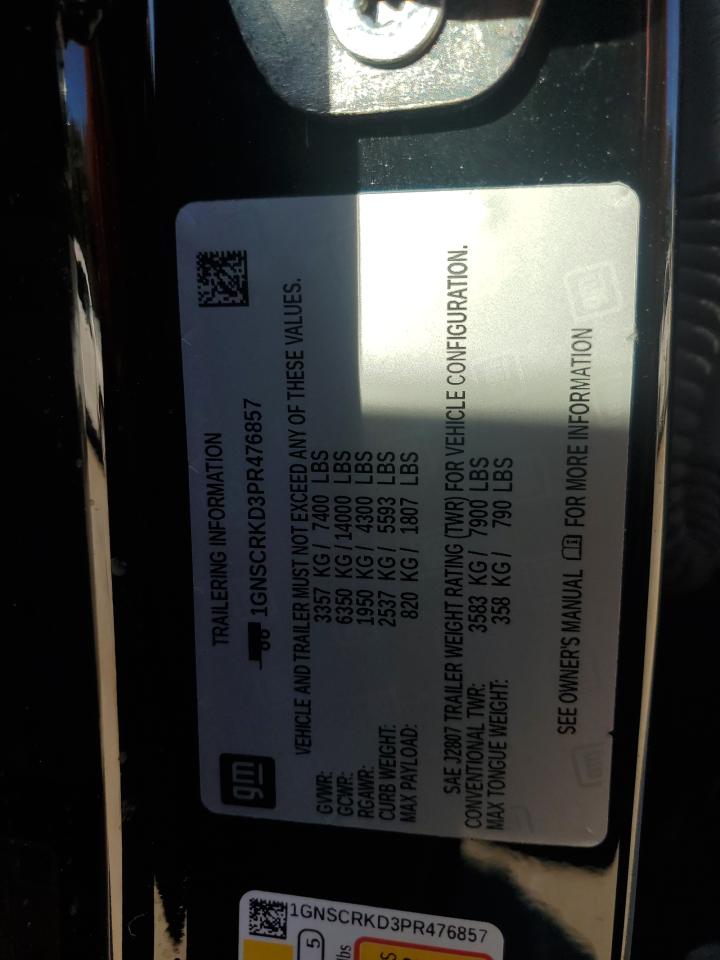 gm
TRAILERING INFORMATION
1GNSCRKD3PR476857
VEHICLE AND TRAILER MUST NOT EXCEED ANY OF THESE VALUES.
GVWR: 3357 KG / 7400 LBS
GCWR: 6350 KG / 14000 LBS
RGAWR: 1950 KG / 4300 LBS
CURB WEIGHT: 2537 KG / 5593 LBS
MAX PAYLOAD: 820 KG / 1807 LBS
SAE J2807 TRAILER WEIGHT RATING (TWR) FOR VEHICLE CONFIGURATION.
CONVENTIONAL TWR: 3583 KG / 7900 LBS
MAX TONGUE WEIGHT: 358 KG / 790 LBS
SEE OWNER'S MANUAL FOR MORE INFORMATION
1GNSCRKD3PR476857
5
lbs